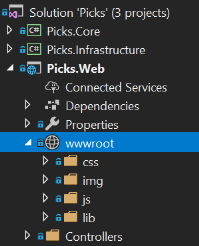 Solution 'Picks' (3 projects)
C# Picks.Core
C# Picks.Infrastructure
Picks.Web
Connected Services
Dependencies
Properties
wwwroot
css
img
js
lib
Controllers